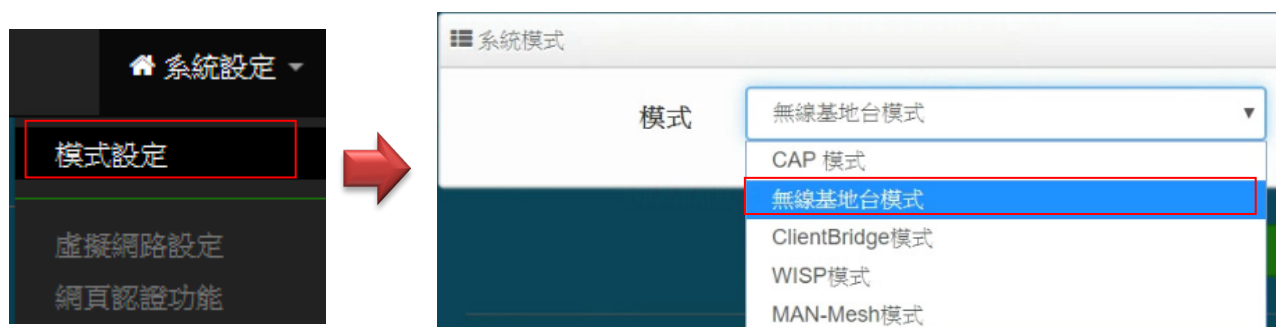 系統設定
模式設定
虛擬網路設定
網頁認證功能
系統模式
模式
無線基地台模式
CAP 模式
無線基地台模式
ClientBridge模式
WISP模式
MAN-Mesh模式